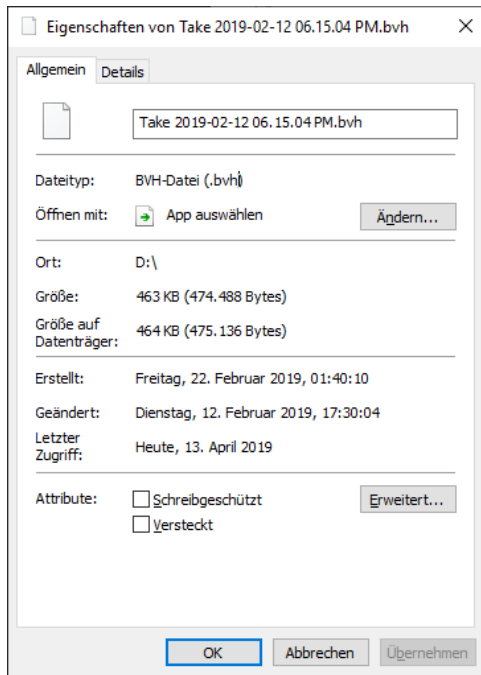 Eigenschaften von Take 2019-02-12 06.15.04 PM.bvh
Allgemein Details
Take 2019-02-12 06.15.04 PM.bvh
Dateityp: BVH-Datei (.bvh)
Öffnen mit: App auswählen Ändern...
Ort: D:\
Größe: 463 KB (474.488 Bytes)
Größe auf
Datenträger: 464 KB (475.136 Bytes)
Erstellt: Freitag, 22. Februar 2019, 01:40:10
Geändert: Dienstag, 12. Februar 2019, 17:30:04
Letzter
Zugriff: Heute, 13. April 2019
Attribute: Schreibgeschützt Erweitert...
Versteckt
OK Abbrechen Übernehmen